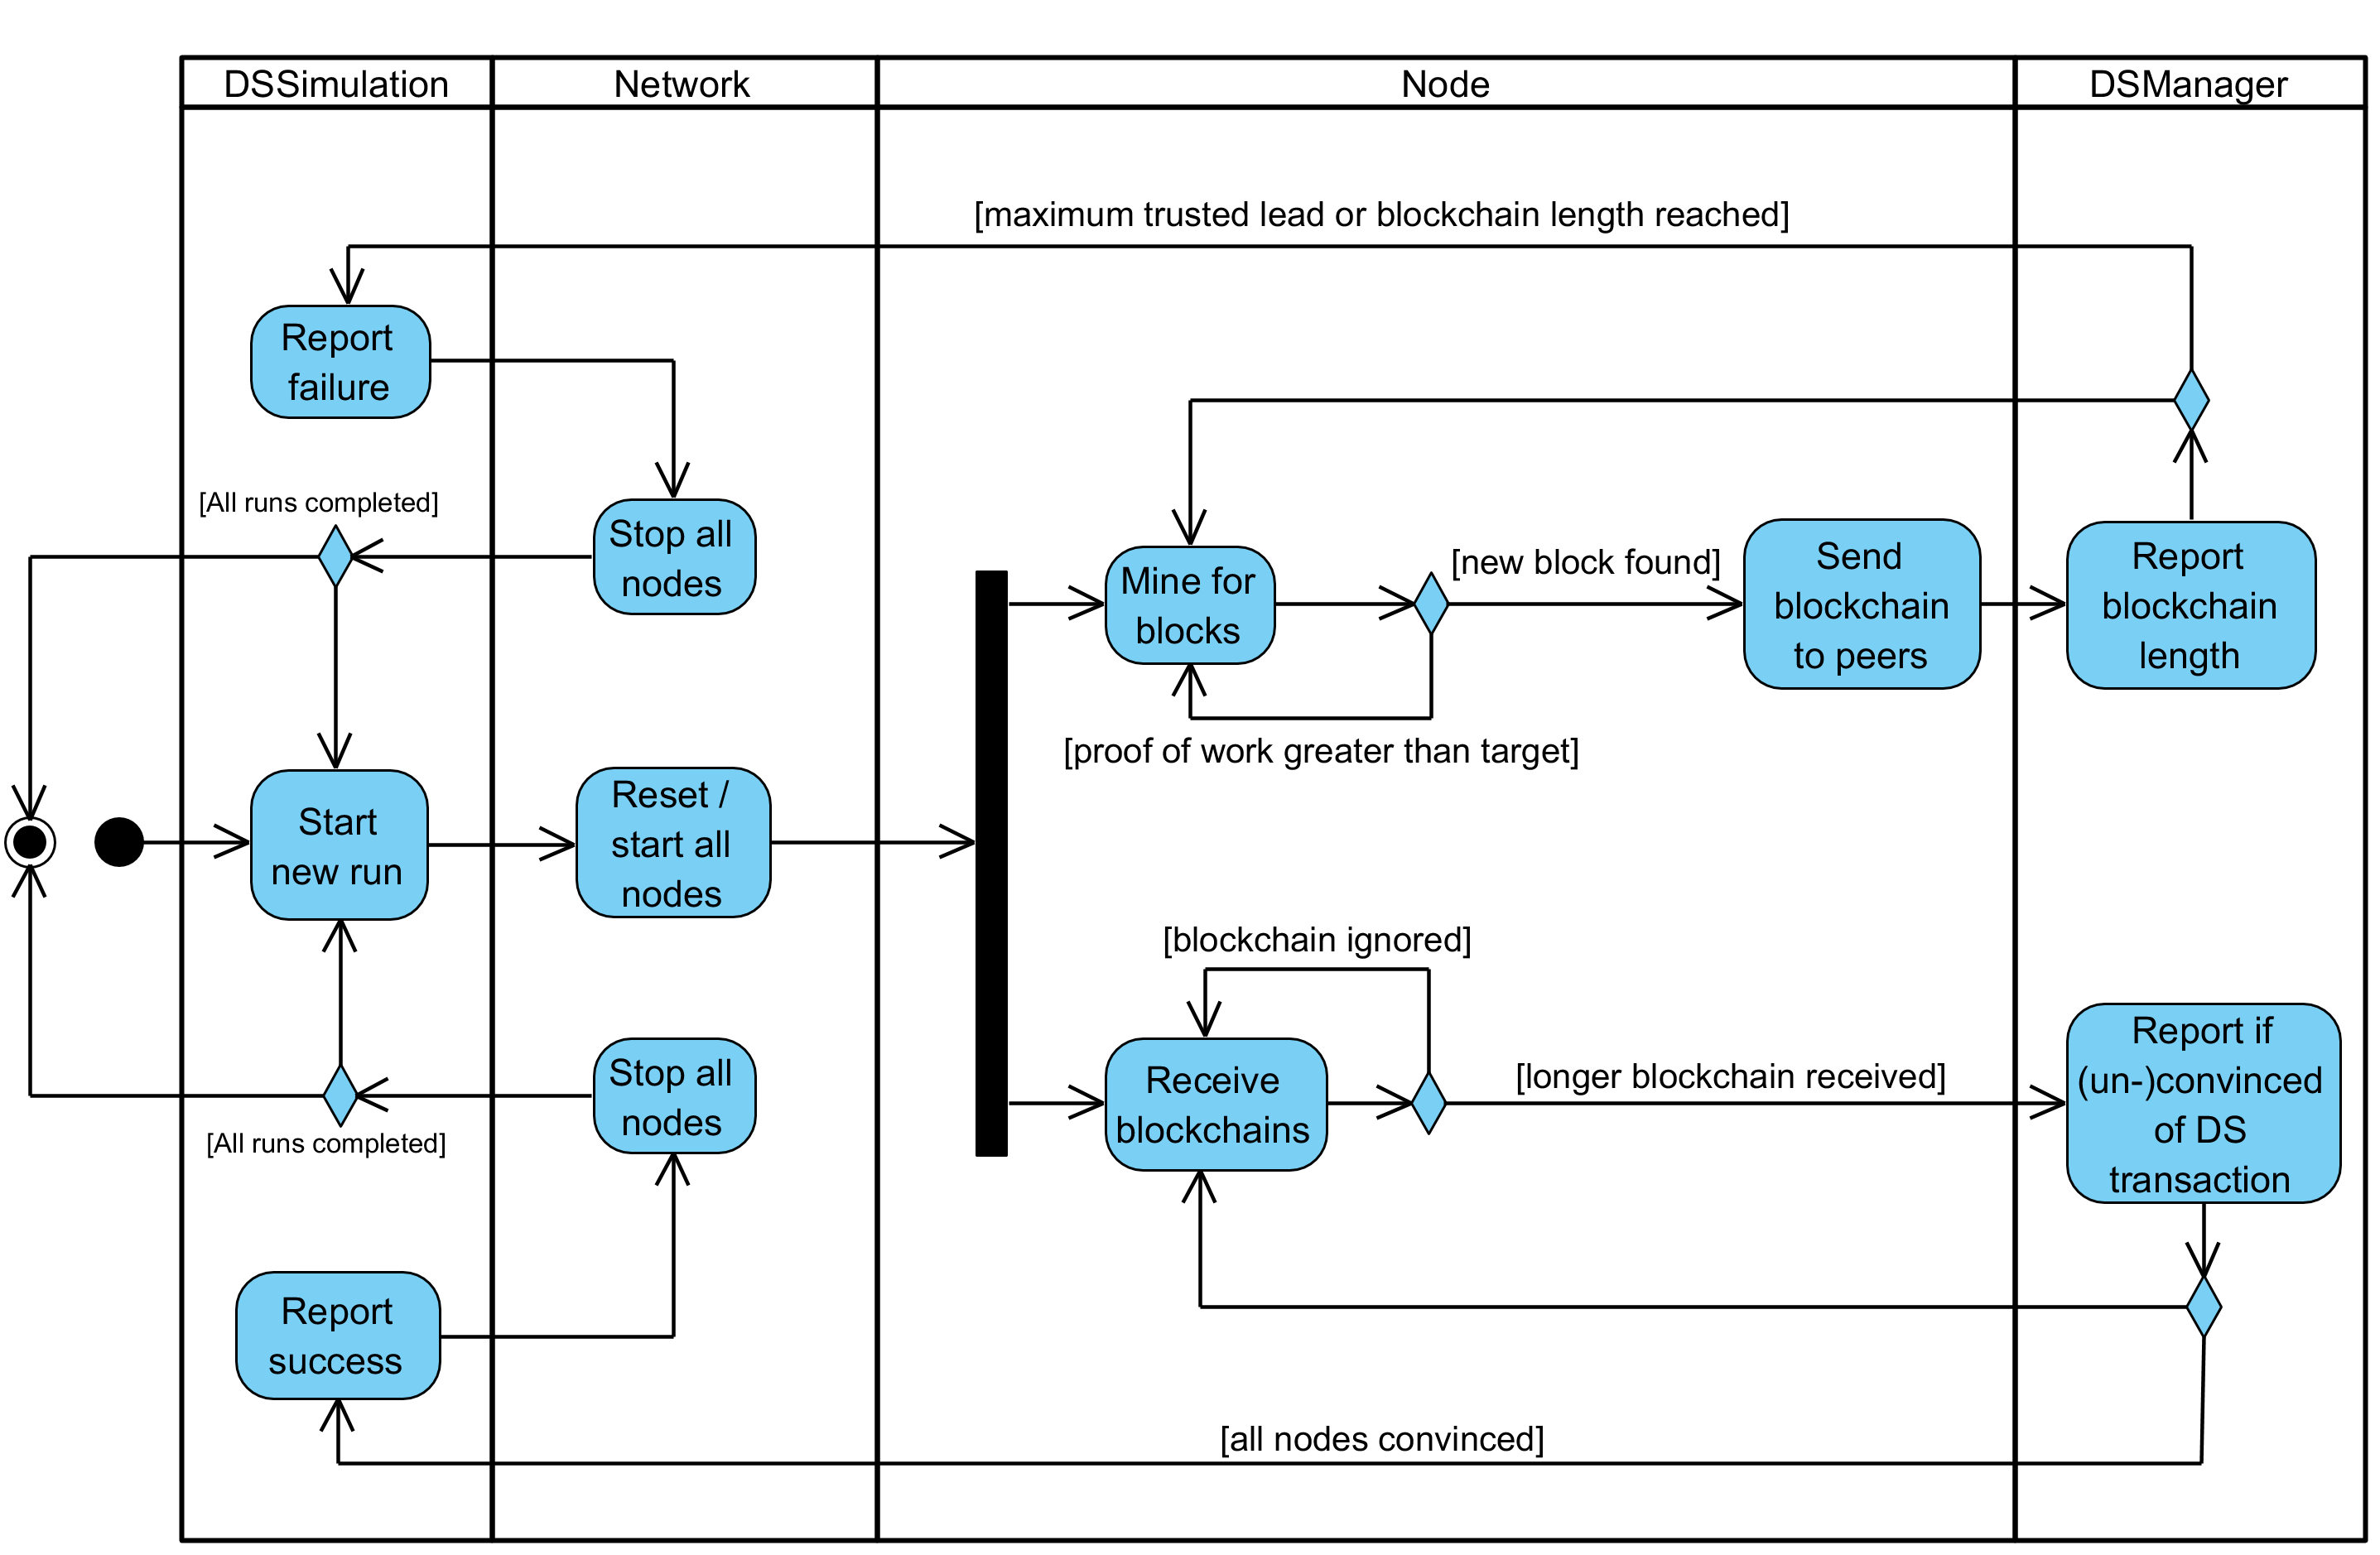 DSSimulation
Network
Node
DSManager
[maximum trusted lead or blockchain length reached]
Report
failure
[All runs completed]
Stop all
nodes
Mine for
blocks
[new block found]
Send
blockchain
to peers
Report
blockchain
length
[proof of work greater than target]
Start
new run
Reset /
start all
nodes
[blockchain ignored]
Receive
blockchains
[longer blockchain received]
Report if
(un-)convinced
of DS
transaction
Stop all
nodes
[All runs completed]
Report
success
[all nodes convinced]